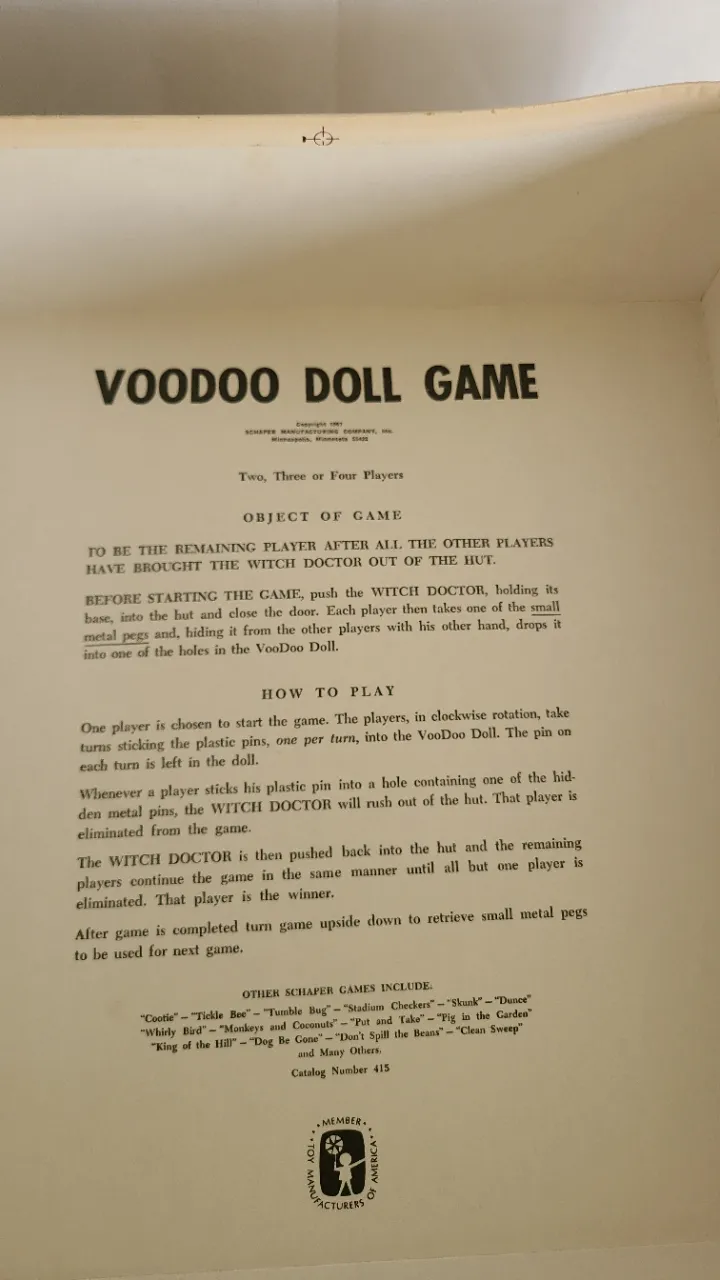 VOODOO DOLL GAME
Copyright 1967
SCHAPER MANUFACTURING COMPANY, Inc.
Minneapolis, Minnesota 55422
Two, Three or Four Players
OBJECT OF GAME
TO BE THE REMAINING PLAYER AFTER ALL THE OTHER PLAYERS
HAVE BROUGHT THE WITCH DOCTOR OUT OF THE HUT.
BEFORE STARTING THE GAME, push the WITCH DOCTOR, holding its
base, into the hut and close the door. Each player then takes one of the small
metal pegs and, hiding it from the other players with his other hand, drops it
into one of the holes in the VooDoo Doll.
HOW TO PLAY
One player is chosen to start the game. The players, in clockwise rotation, take
turns sticking the plastic pins, one per turn, into the VooDoo Doll. The pin on
each turn is left in the doll.
Whenever a player sticks his plastic pin into a hole containing one of the hid-
den metal pins, the WITCH DOCTOR will rush out of the hut. That player is
eliminated from the game.
The WITCH DOCTOR is then pushed back into the hut and the remaining
players continue the game in the same manner until all but one player is
eliminated. That player is the winner.
After game is completed turn game upside down to retrieve small metal pegs
to be used for next game.
OTHER SCHAPER GAMES INCLUDE.
"Cootie" – "Tickle Bee" – "Tumble Bug" – "Stadium Checkers" – "Skunk" – "Dunce"
"Whirly Bird" – "Monkeys and Coconuts" – "Put and Take" – "Pig in the Garden"
"King of the Hill" – "Dog Be Gone" – "Don't Spill the Beans" – "Clean Sweep"
and Many Others.
Catalog Number 415
MEMBER
TOY MANUFACTURERS OF AMERICA